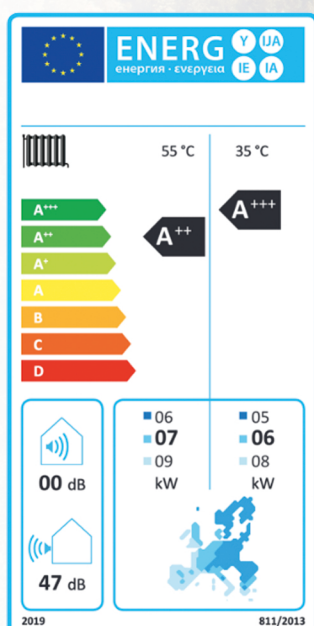 ENERG Y IJA
енергия · ενεργεια IE IA
55 °C 35 °C
A+++
A++
A+
A
B
C
D
A++
A+++
00 dB
47 dB
06
07
09
kW
05
06
08
kW
2019 811/2013